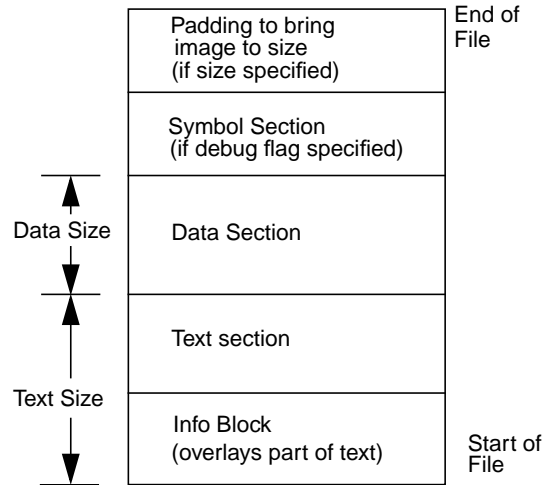 Padding to bring
image to size
(if size specified)
End of
File
Symbol Section
(if debug flag specified)
Data Size
Data Section
Text section
Text Size
Info Block
(overlays part of text)
Start of
File